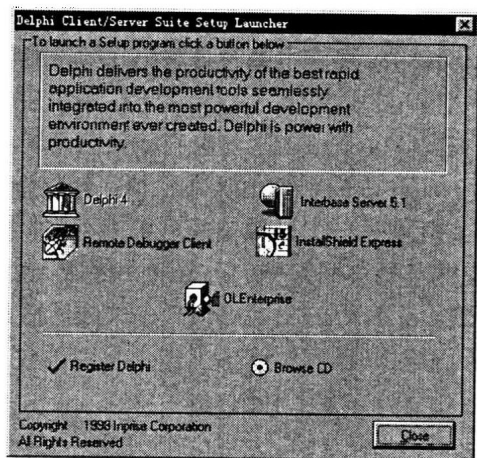 Delphi Client/Server Suite Setup Launcher
To launch a Setup program click a button below
Delphi delivers the productivity of the best rapid
application development tools seamlessly
integrated into the most powerful development
environment ever created. Delphi is power with
productivity.
Delphi 4
Interbase Server 5.1
Remote Debugger Client
InstallShield Express
OLEnterprise
Register Delphi
Browse CD
Copyright 1998 Inprise Corporation
All Rights Reserved
Close